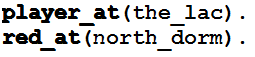 player_at(the_lac).
red_at(north_dorm).